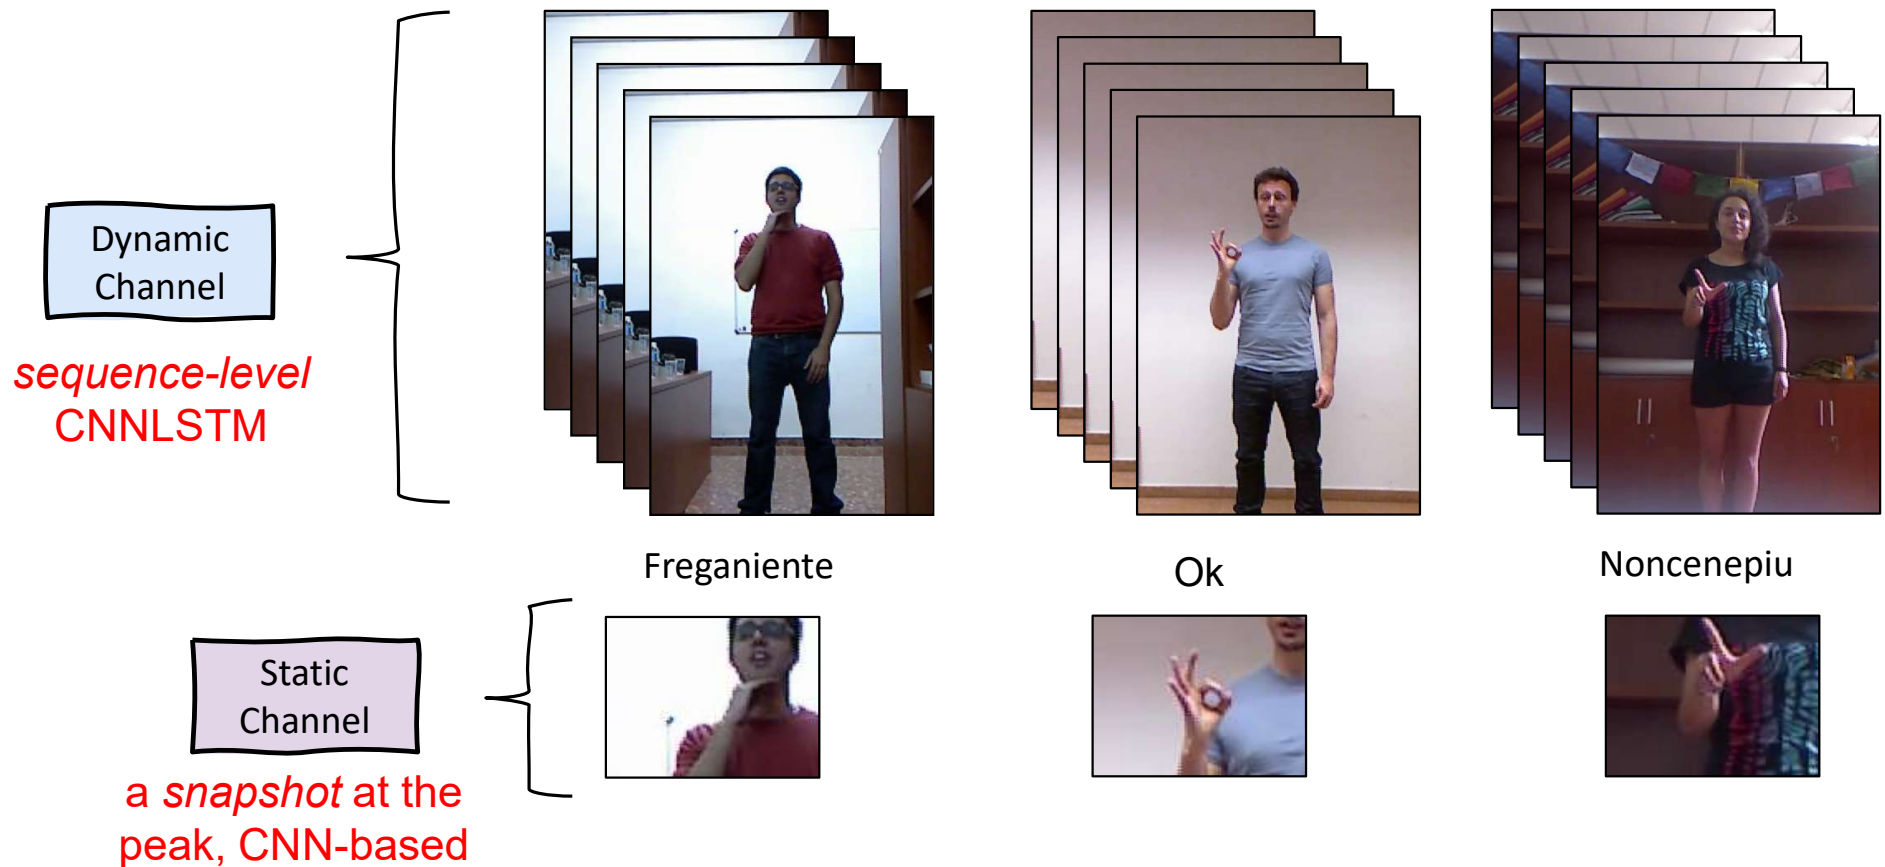 Dynamic
Channel
sequence-level
CNNLSTM
Freganiente
Ok
Noncenepiu
Static
Channel
a snapshot at the
peak, CNN-based